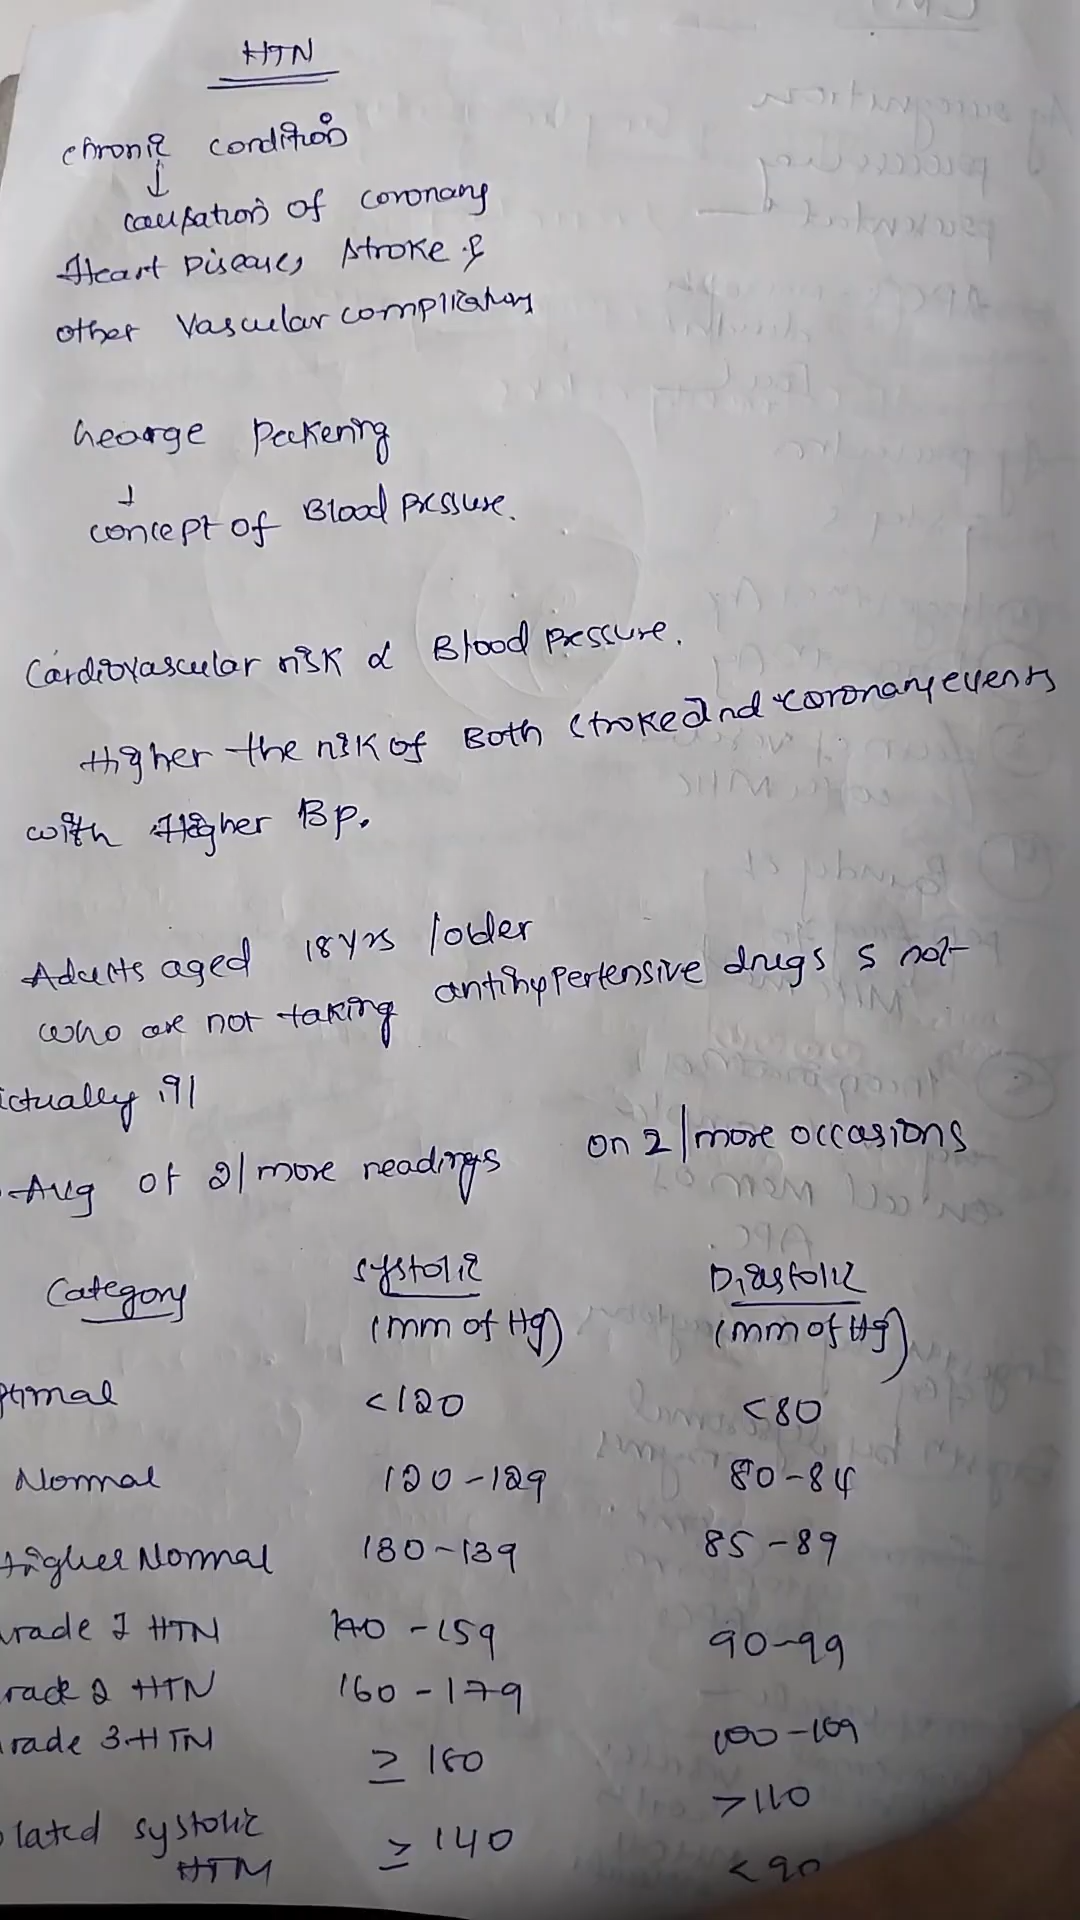 HTN
chronic condition
↓
causation of coronary
Heart Disease, stroke &
other vascular complications
George Peckering
↓
concept of Blood pressure.
Cardiovascular risk α Blood pressure.
Higher the risk of Both stroke and coronary events
with Higher Bp.
Adults aged 18yrs / older
who are not taking antihypertensive drugs & not
ctually ill
Avg of 2/more readings on 2/more occasions
Category Systolic Diastolic
(mm of Hg) (mm of Hg)
ptimal <120 <80
Normal 120-129 80-84
Higher Normal 130-139 85-89
rade 1 HTN 140-159 90-99
rade 2 HTN 160-179 100-109
rade 3 HTN ≥ 180 >110
olated systolic ≥ 140 <90
HTN